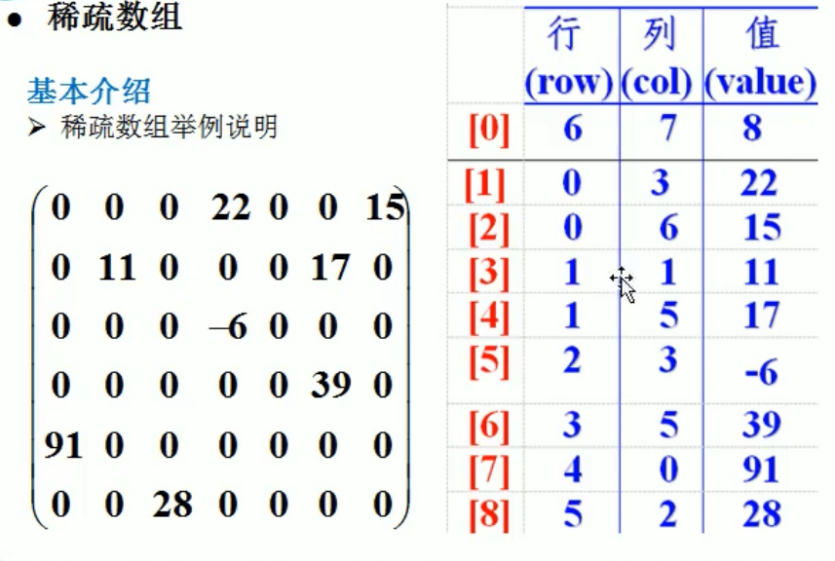 ● 稀疏数组
基本介绍
➢ 稀疏数组举例说明
0 0 0 22 0 0 15
0 11 0 0 0 17 0
0 0 0 –6 0 0 0
0 0 0 0 0 39 0
91 0 0 0 0 0 0
0 0 28 0 0 0 0
行 列 值
(row) (col) (value)
[0] 6 7 8
[1] 0 3 22
[2] 0 6 15
[3] 1 1 11
[4] 1 5 17
[5] 2 3 -6
[6] 3 5 39
[7] 4 0 91
[8] 5 2 28